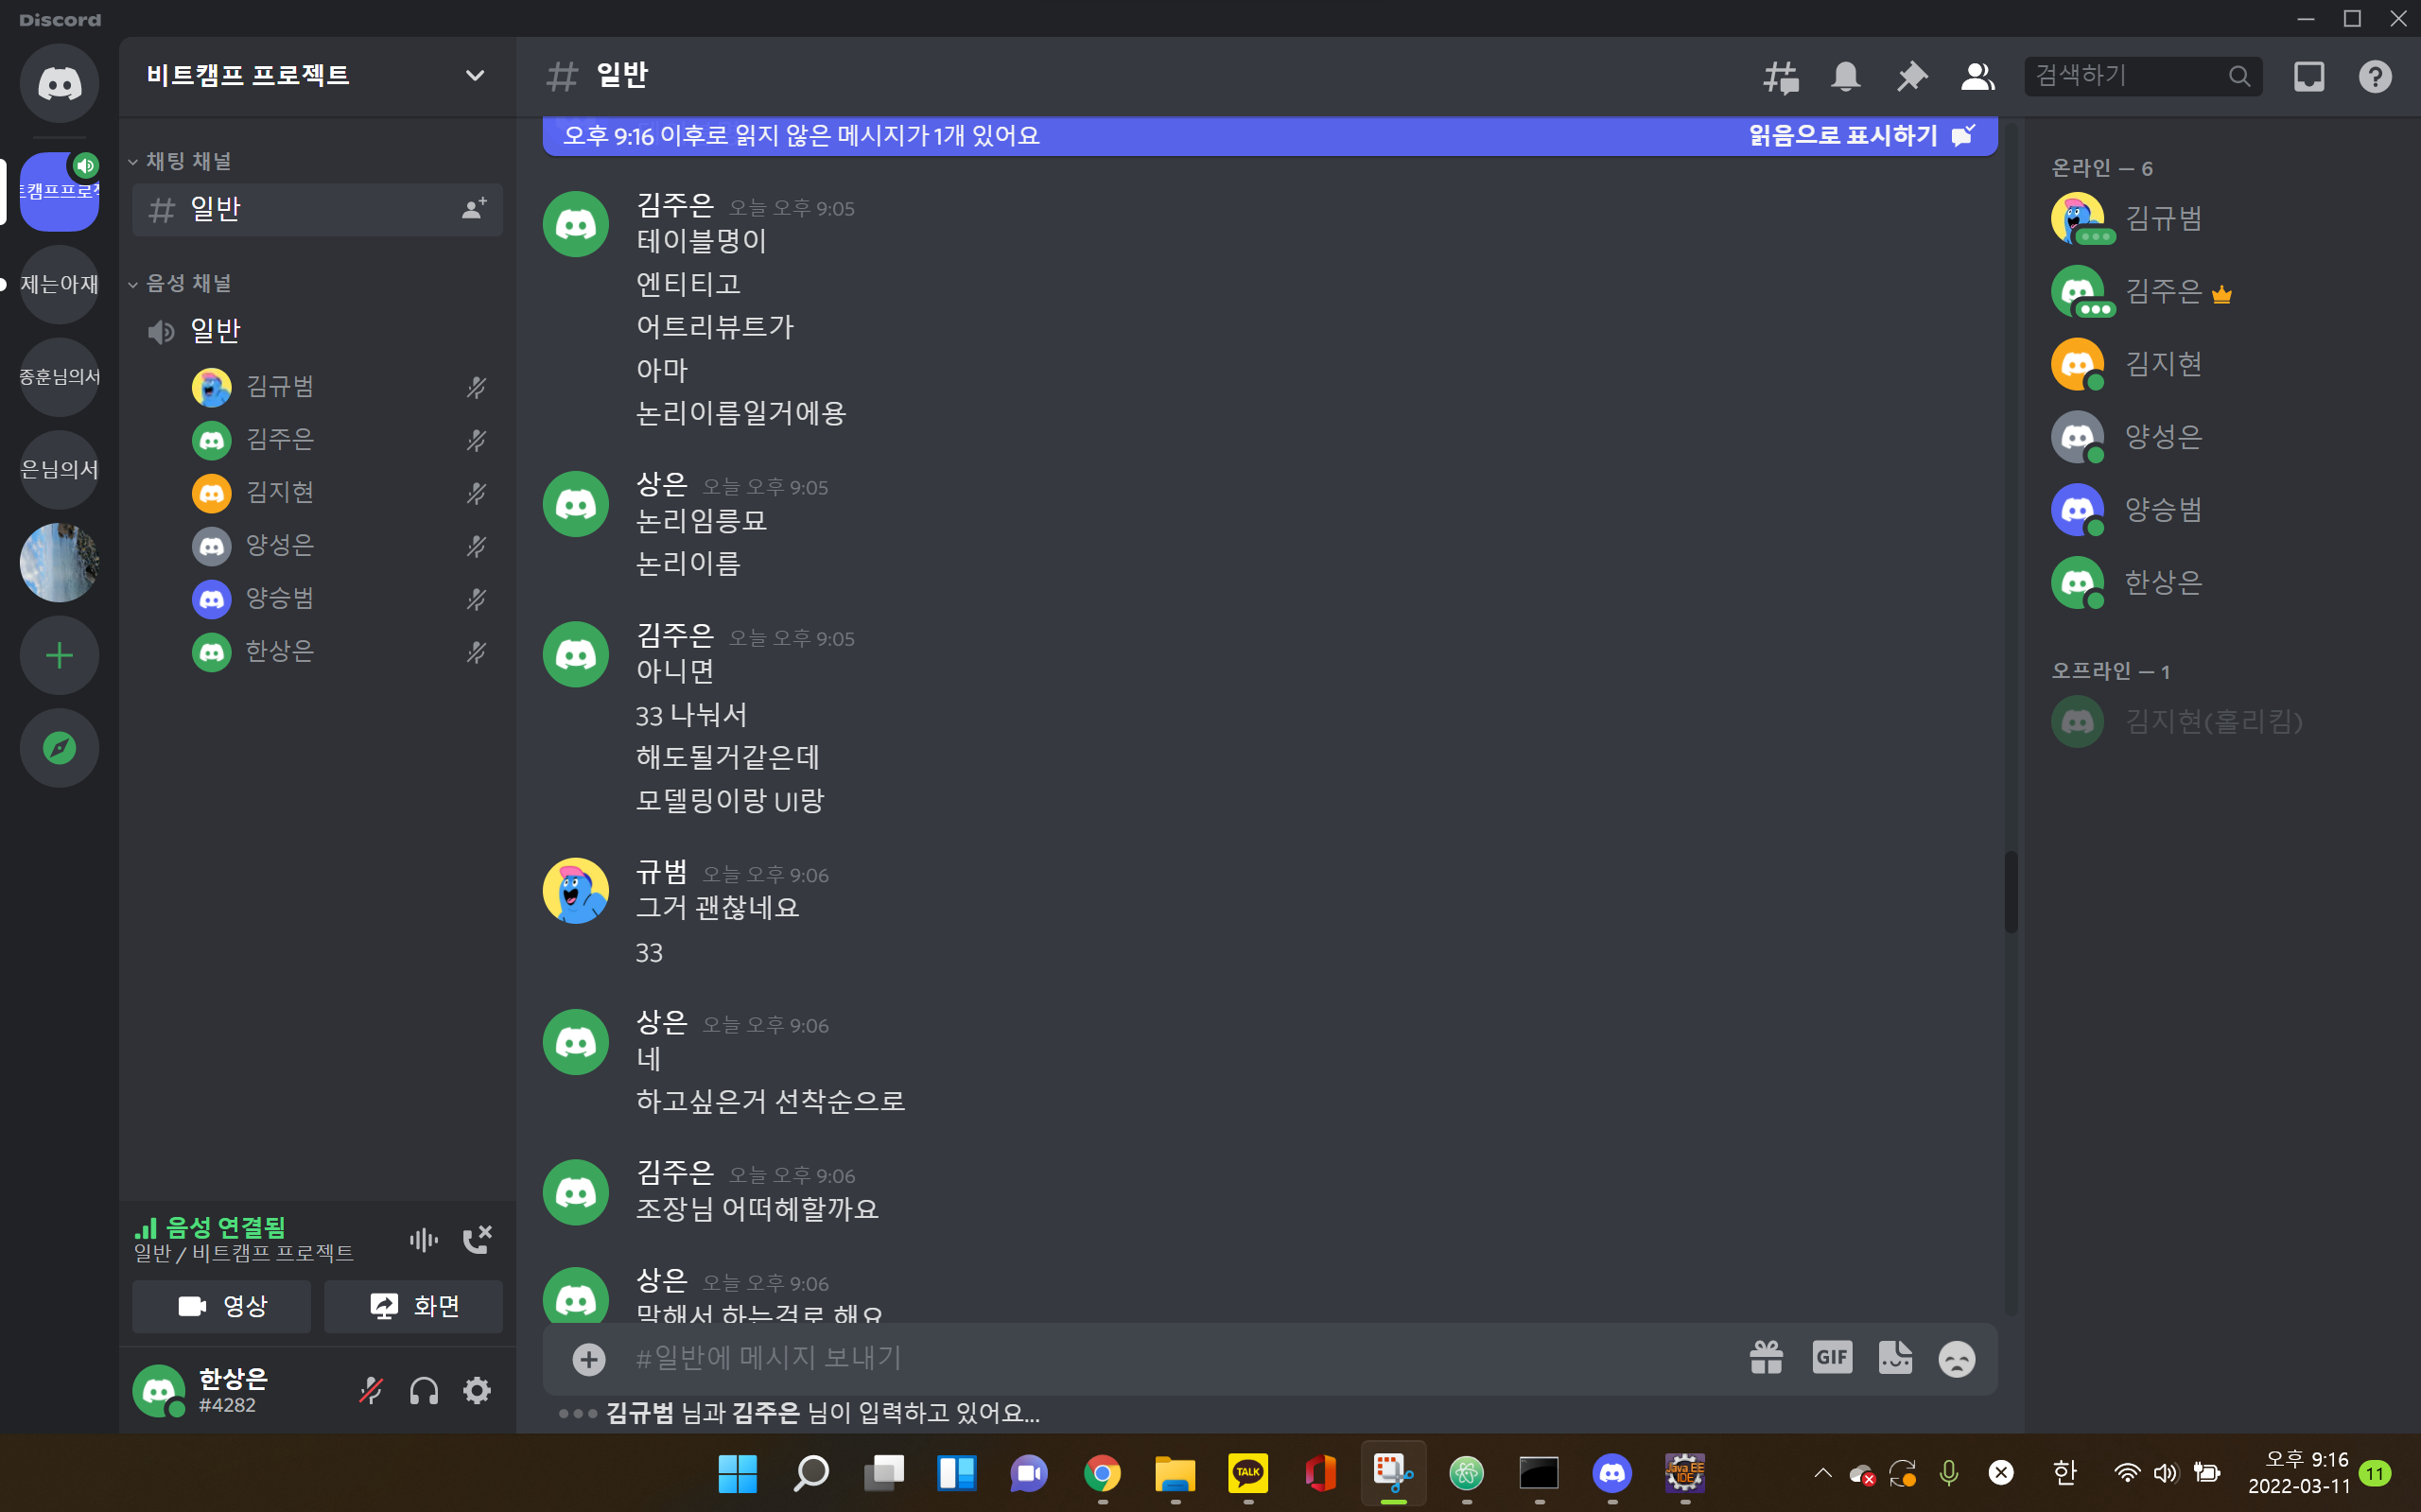 Discord
비트캠프 프로젝트
채팅 채널
일반
음성 채널
일반
김규범
김주은
김지현
양성은
양승범
한상은
트캠프프로젝
제는아재
종훈님의서
은님의서
음성 연결됨
일반 / 비트캠프 프로젝트
영상
화면
한상은
#4282
일반
검색하기
오후 9:16 이후로 읽지 않은 메시지가 1개 있어요
읽음으로 표시하기
김주은 오늘 오후 9:05
테이블명이
엔티티고
어트리뷰트가
아마
논리이름일거에용
상은 오늘 오후 9:05
논리임릉묘
논리이름
김주은 오늘 오후 9:05
아니면
33 나눠서
해도될거같은데
모델링이랑 UI랑
규범 오늘 오후 9:06
그거 괜찮네요
33
상은 오늘 오후 9:06
네
하고싶은거 선착순으로
김주은 오늘 오후 9:06
조장님 어떠헤할까요
상은 오늘 오후 9:06
말해서 하는걸로 해요
#일반에 메시지 보내기
GIF
김규범 님과 김주은 님이 입력하고 있어요...
온라인 — 6
김규범
김주은
김지현
양성은
양승범
한상은
오프라인 — 1
김지현(홀리킴)
TALK
Java EE
IDE
한
오후 9:16
2022-03-11
11